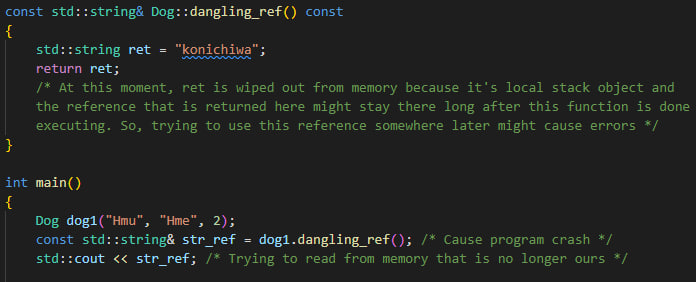 const std::string& Dog::dangling_ref() const
{
    std::string ret = "konichiwa";
    return ret;
    /* At this moment, ret is wiped out from memory because it's local stack object and
    the reference that is returned here might stay there long after this function is done
    executing. So, trying to use this reference somewhere later might cause errors */
}

int main()
{
    Dog dog1("Hmu", "Hme", 2);
    const std::string& str_ref = dog1.dangling_ref(); /* Cause program crash */
    std::cout << str_ref; /* Trying to read from memory that is no longer ours */